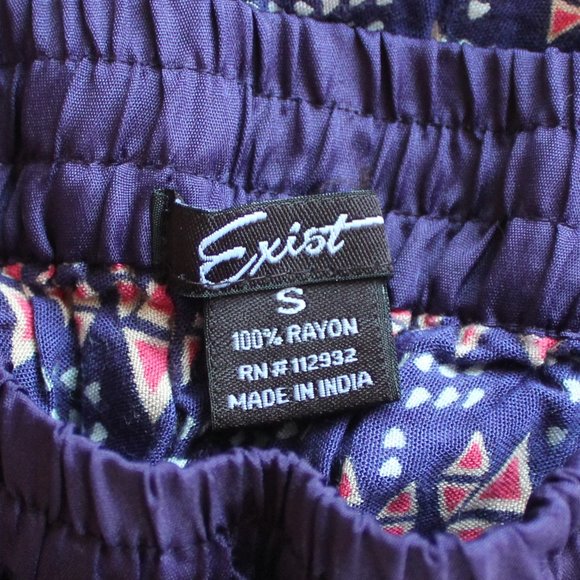 Exist
S
100% RAYON
RN # 112932
MADE IN INDIA